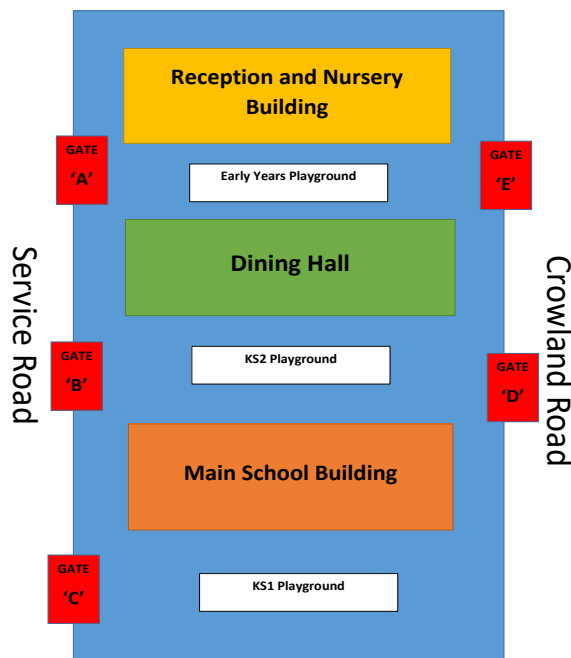 Reception and Nursery
Building
GATE
'A'
Early Years Playground
GATE
'E'
Dining Hall
Service Road
Crowland Road
GATE
'B'
KS2 Playground
GATE
'D'
Main School Building
GATE
'C'
KS1 Playground